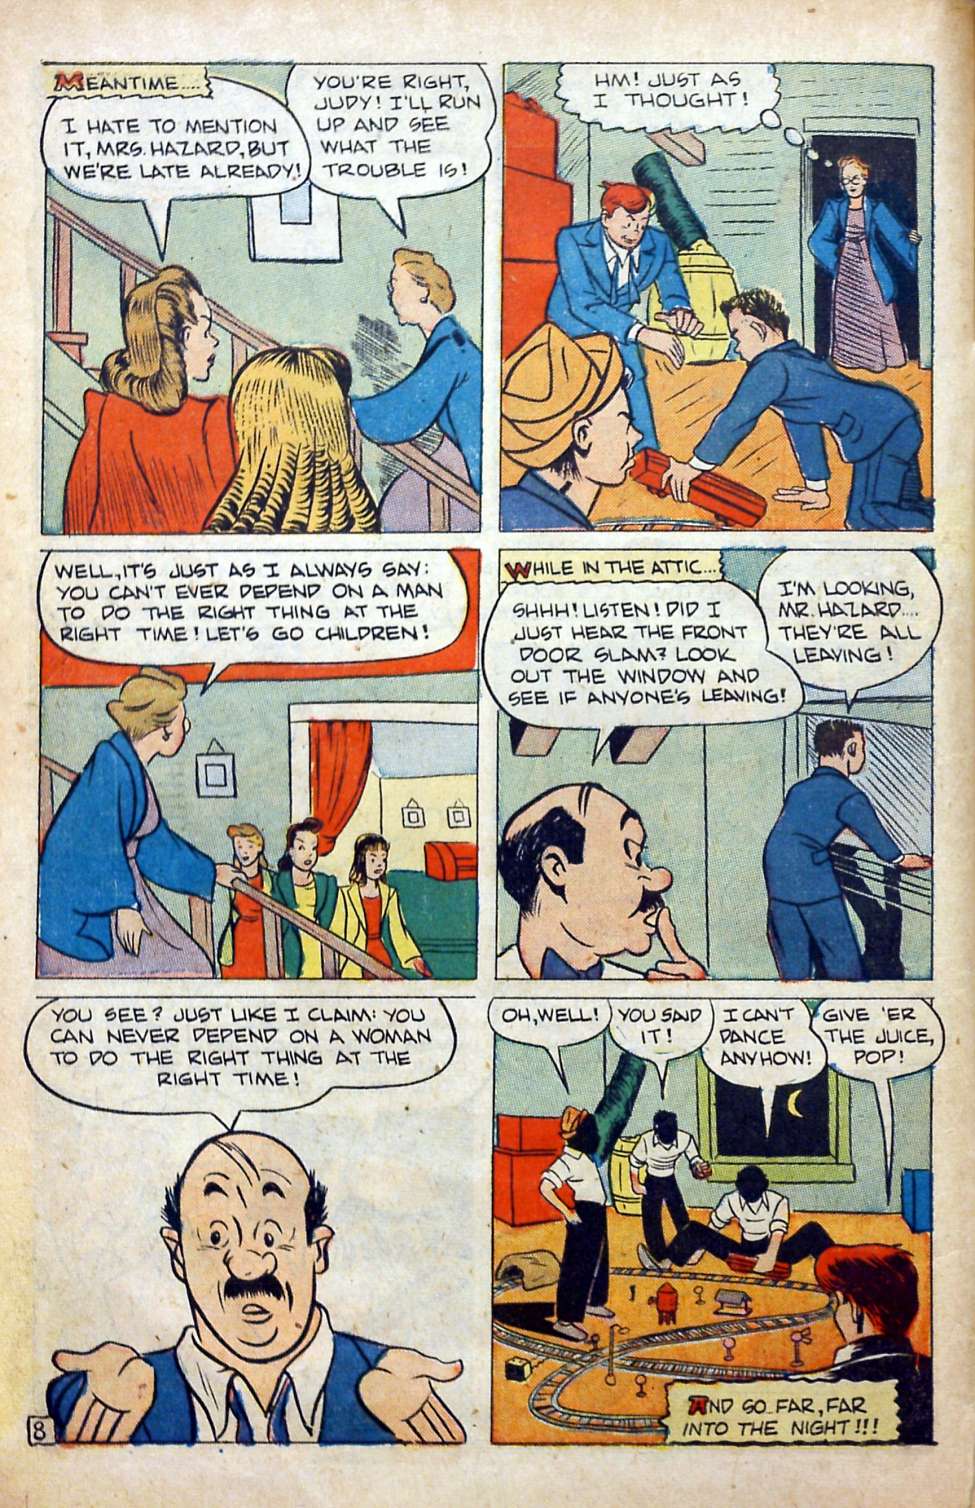 MEANTIME....
I HATE TO MENTION
IT, MRS. HAZARD, BUT
WE'RE LATE ALREADY!
YOU'RE RIGHT,
JUDY! I'LL RUN
UP AND SEE
WHAT THE
TROUBLE IS!
HM! JUST AS
I THOUGHT!
WELL, IT'S JUST AS I ALWAYS SAY:
YOU CAN'T EVER DEPEND ON A MAN
TO DO THE RIGHT THING AT THE
RIGHT TIME! LET'S GO CHILDREN!
WHILE IN THE ATTIC...
SHHH! LISTEN! DID I
JUST HEAR THE FRONT
DOOR SLAM? LOOK
OUT THE WINDOW AND
SEE IF ANYONE'S LEAVING!
I'M LOOKING,
MR. HAZARD....
THEY'RE ALL
LEAVING!
YOU SEE? JUST LIKE I CLAIM: YOU
CAN NEVER DEPEND ON A WOMAN
TO DO THE RIGHT THING AT THE
RIGHT TIME!
8
OH, WELL!
YOU SAID
IT!
I CAN'T
DANCE
ANYHOW!
GIVE 'ER
THE JUICE,
POP!
AND SO.. FAR, FAR
INTO THE NIGHT!!!